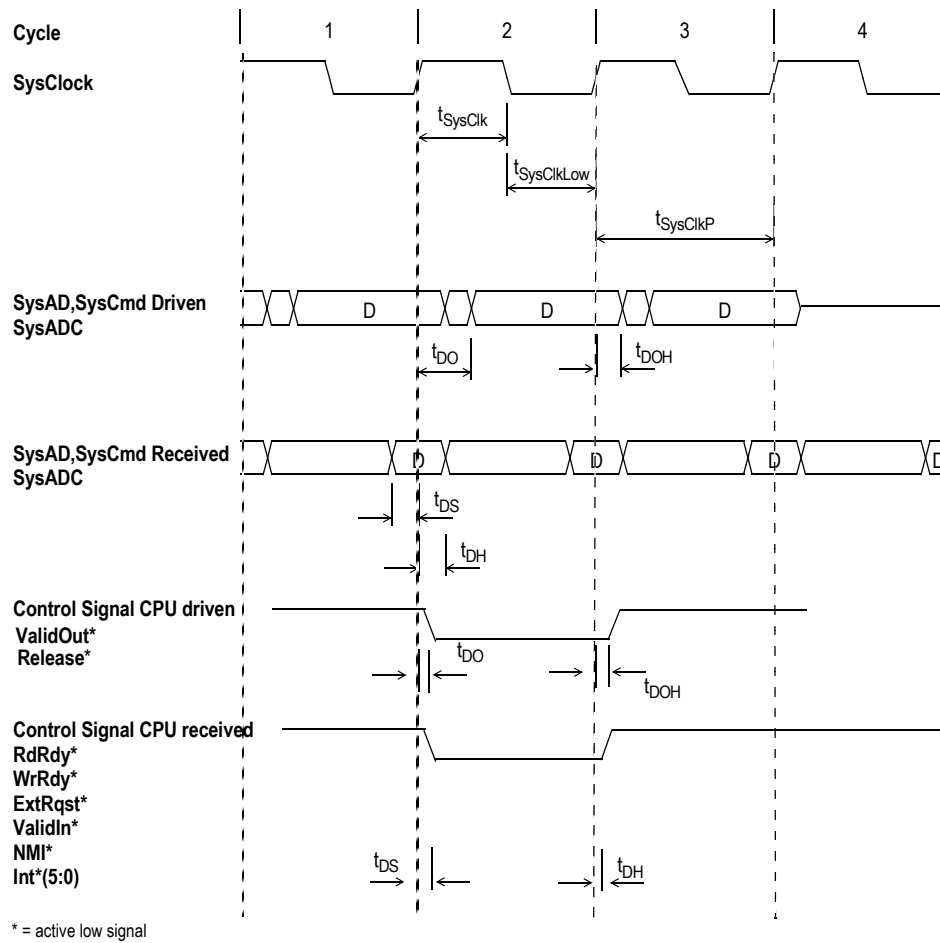 Cycle 1 2 3 4
SysClock
tSysClk
tSysClkLow
tSysClkP
SysAD,SysCmd Driven
SysADC
D D D
tDO tDOH
SysAD,SysCmd Received
SysADC
D D D D
tDS
tDH
Control Signal CPU driven
ValidOut*
Release*
tDO
tDOH
Control Signal CPU received
RdRdy*
WrRdy*
ExtRqst*
ValidIn*
NMI*
Int*(5:0)
tDS tDH
* = active low signal